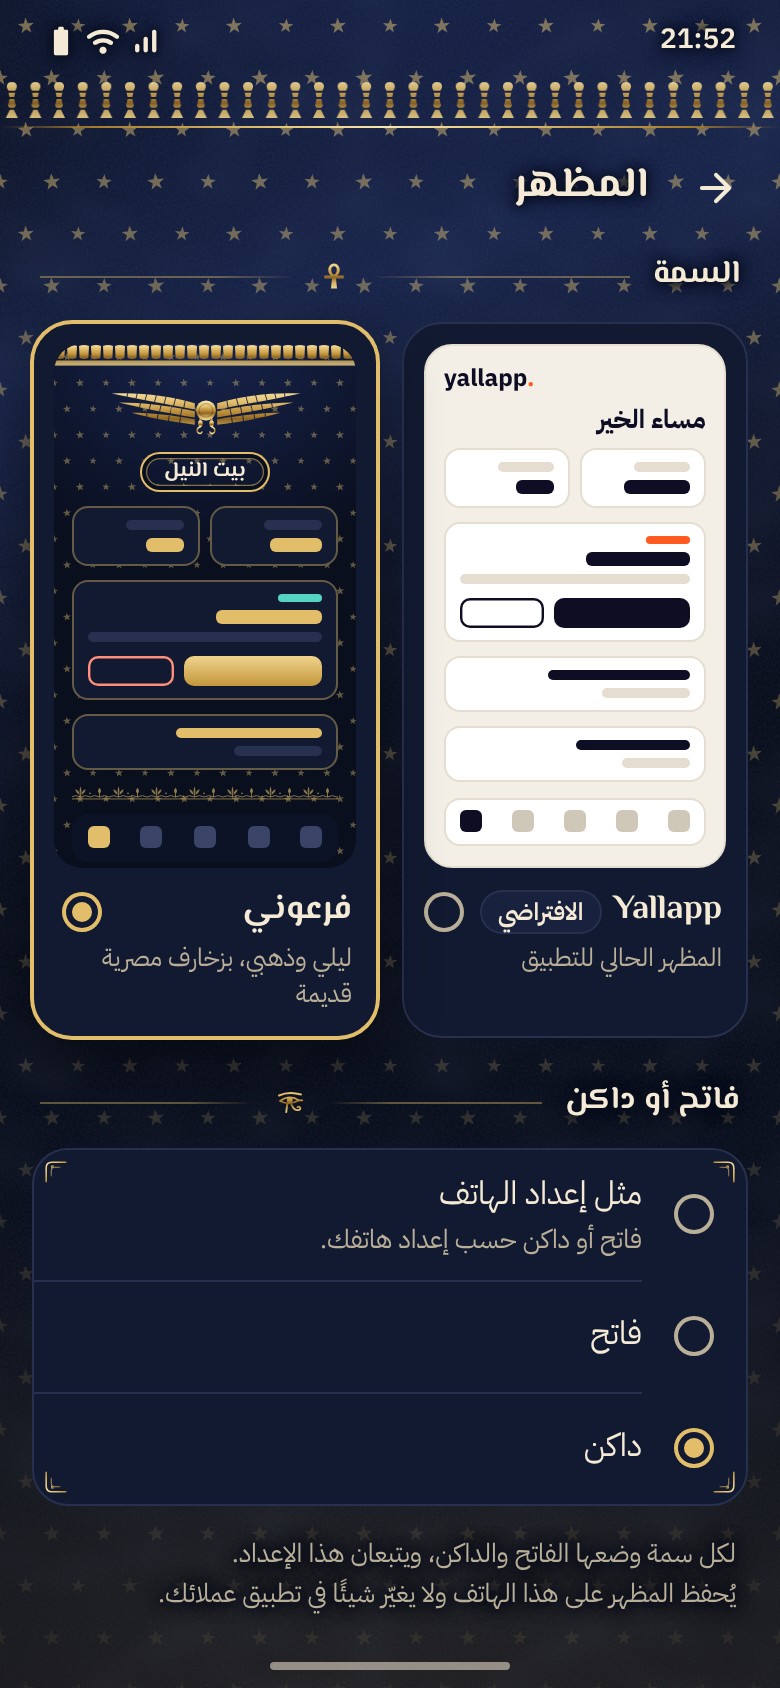 21:52
المظهر
السمة
yallapp.
مساء الخير
Yallapp
الافتراضي
المظهر الحالي للتطبيق
بيت النيل
فرعوني
ليلي وذهبي، بزخارف مصرية
قديمة
فاتح أو داكن
مثل إعداد الهاتف
فاتح أو داكن حسب إعداد هاتفك.
فاتح
داكن
لكل سمة وضعها الفاتح والداكن، ويتبعان هذا الإعداد.
يُحفظ المظهر على هذا الهاتف ولا يغيّر شيئًا في تطبيق عملائك.